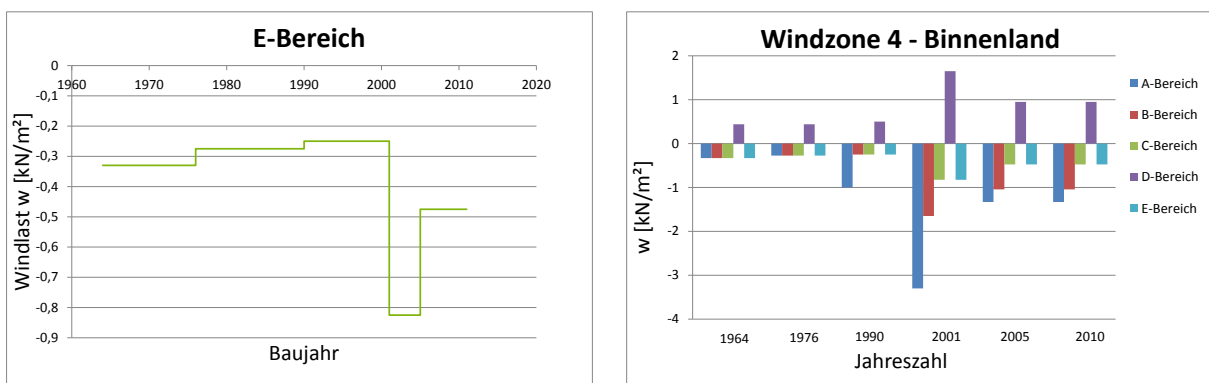 E-Bereich
0
1960 1970 1980 1990 2000 2010 2020
-0,1
-0,2
-0,3
-0,4
-0,5
-0,6
-0,7
-0,8
-0,9
Windlast w [kN/m²]
Baujahr
Windzone 4 - Binnenland
2
1
0
-1
-2
-3
-4
w [kN/m²]
1964 1976 1990 2001 2005 2010
Jahreszahl
A-Bereich
B-Bereich
C-Bereich
D-Bereich
E-Bereich